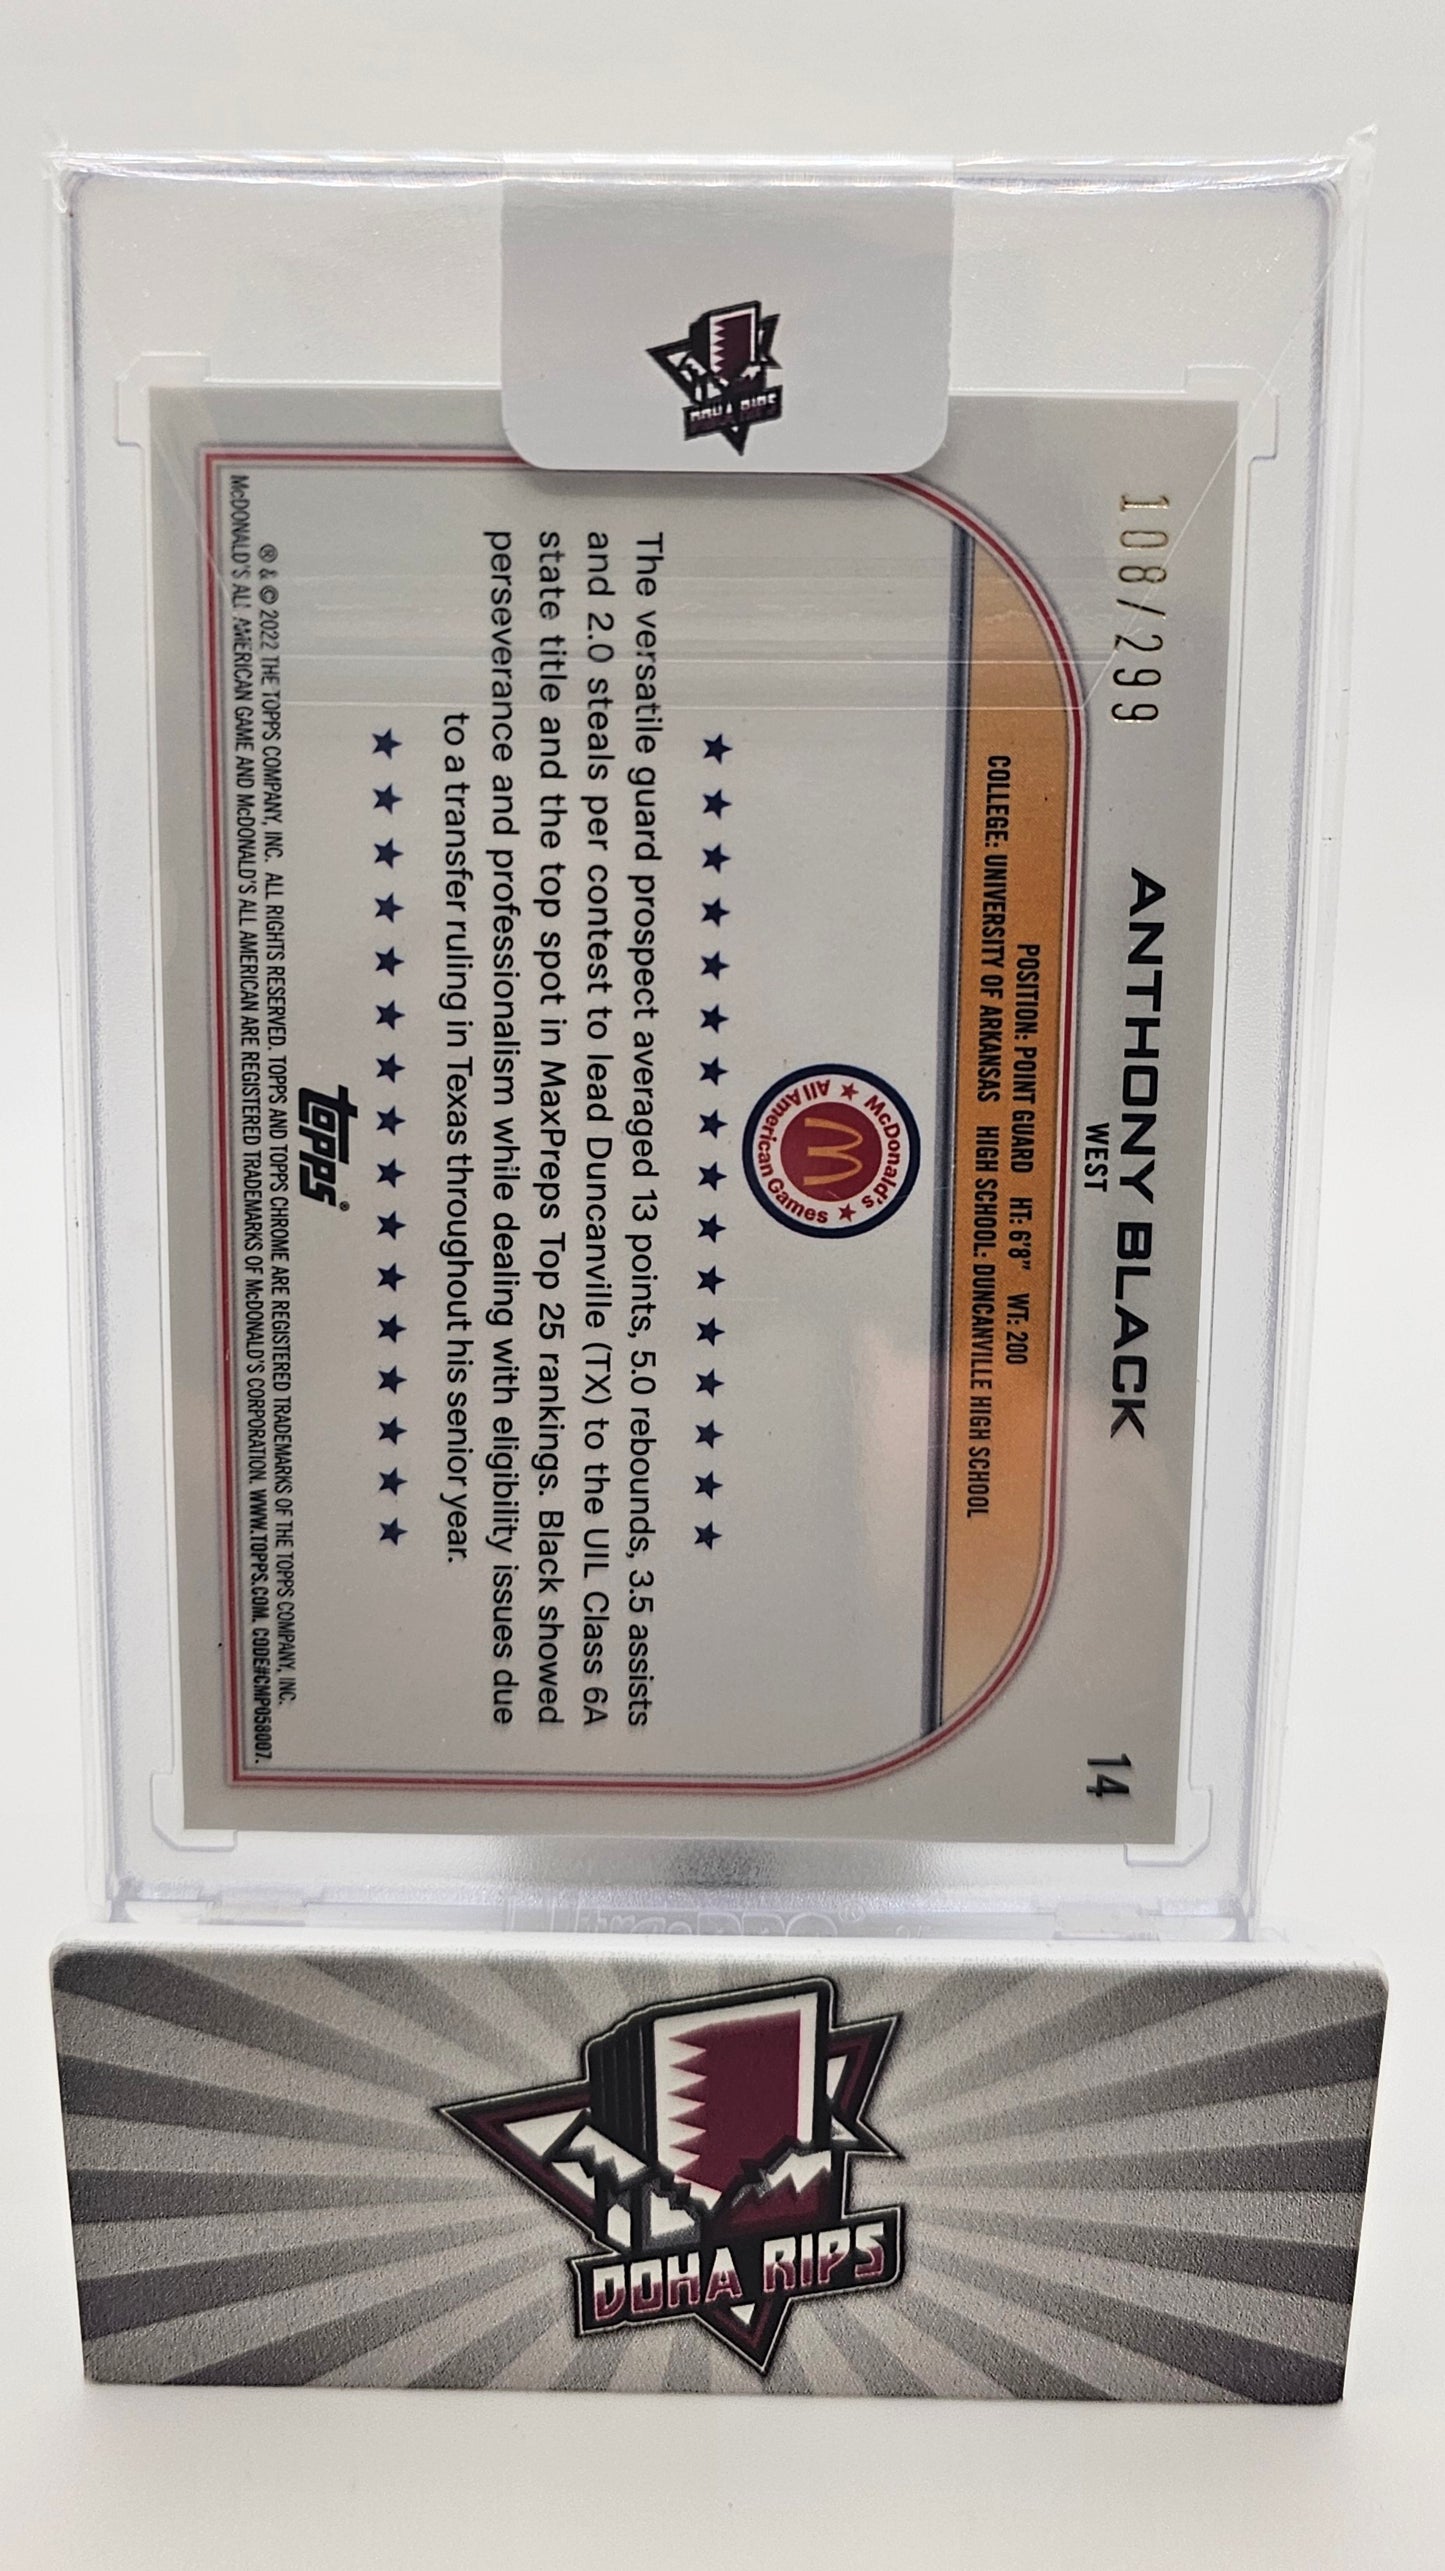 108/299
ANTHONY BLACK
14
WEST
POSITION: POINT GUARD HT: 6'8" WT: 200
COLLEGE: UNIVERSITY OF ARKANSAS HIGH SCHOOL: DUNCANVILLE HIGH SCHOOL
McDonald's
All American Games
The versatile guard prospect averaged 13 points, 5.0 rebounds, 3.5 assists
and 2.0 steals per contest to lead Duncanville (TX) to the UIL Class 6A
state title and the top spot in MaxPreps Top 25 rankings. Black showed
perseverance and professionalism while dealing with eligibility issues due
to a transfer ruling in Texas throughout his senior year.
topps®
® & © 2022 THE TOPPS COMPANY, INC. ALL RIGHTS RESERVED. TOPPS AND TOPPS CHROME ARE REGISTERED TRADEMARKS OF THE TOPPS COMPANY, INC.
McDONALD'S ALL AMERICAN GAME AND McDONALD'S ALL AMERICAN ARE REGISTERED TRADEMARKS OF McDONALD'S CORPORATION. WWW.TOPPS.COM. CODE#CMP058007.
DOHA RIPS
DOHA RIPS